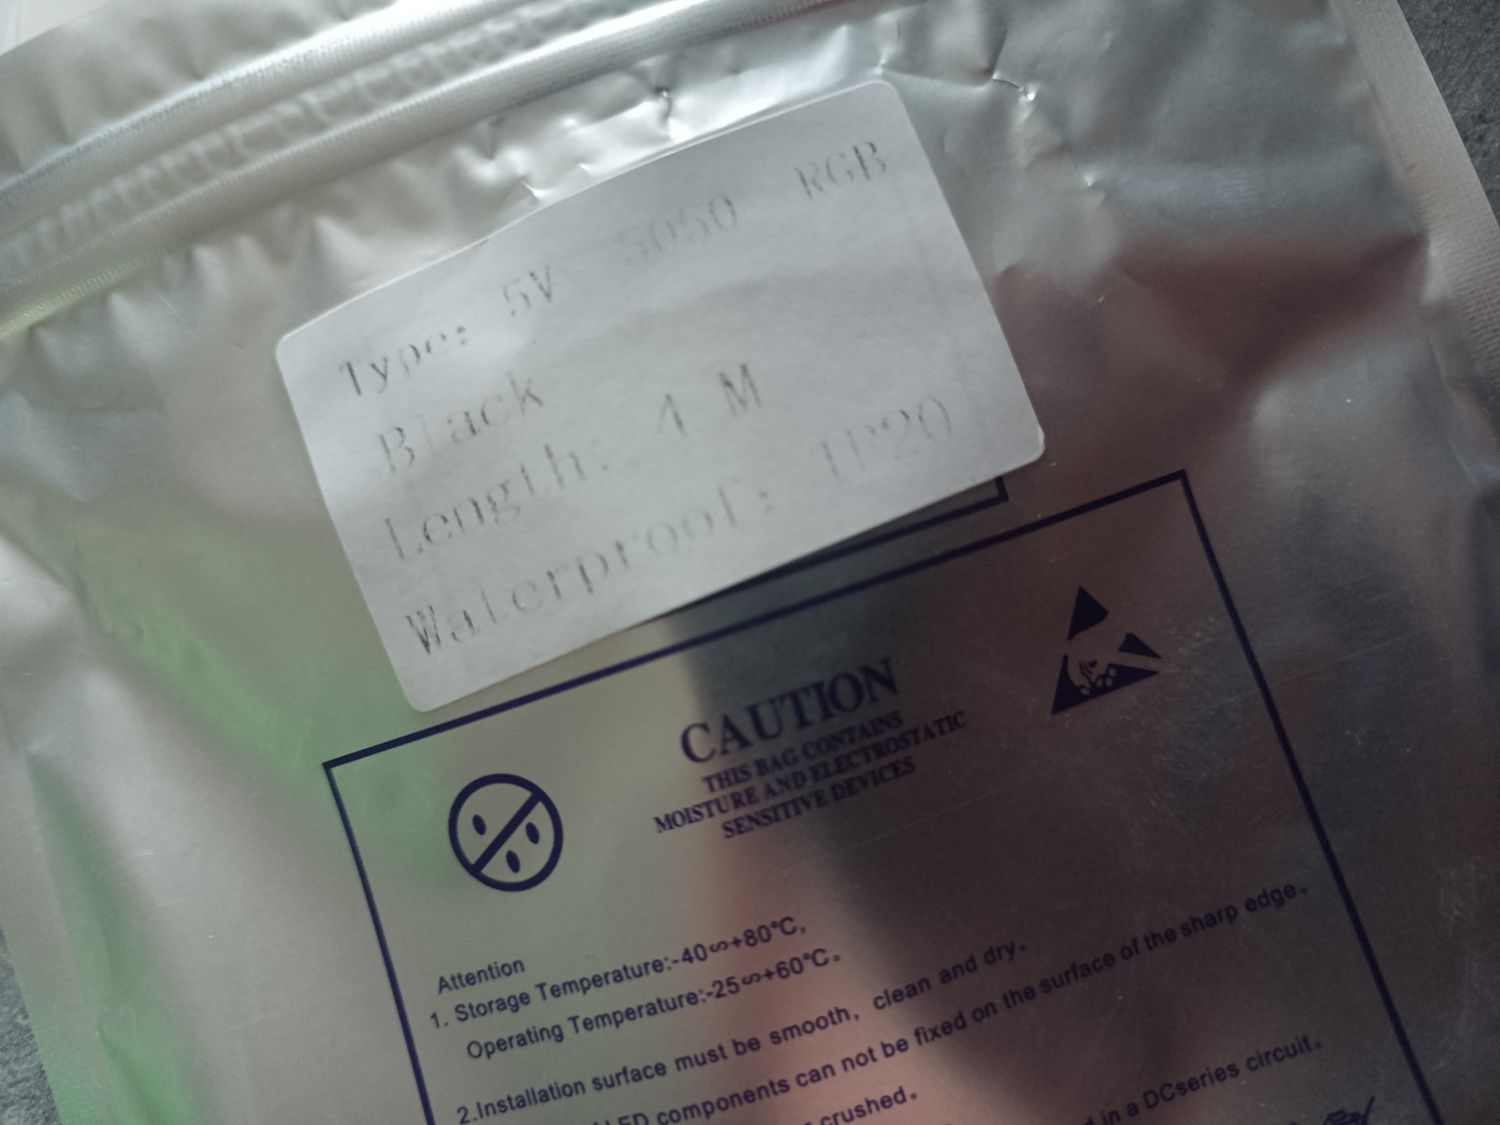 Type: 5V 5050 RGB
Black
Length: 4 M
Waterproof: IP20
CAUTION
THIS BAG CONTAINS
MOISTURE AND ELECTROSTATIC
SENSITIVE DEVICES
Attention
1. Storage Temperature:-40∽+80℃,
Operating Temperature:-25∽+60℃。
2.Installation surface must be smooth, clean and dry.
LED components can not be fixed on the surface of the sharp edge.
crushed.
in a DCseries circuit.